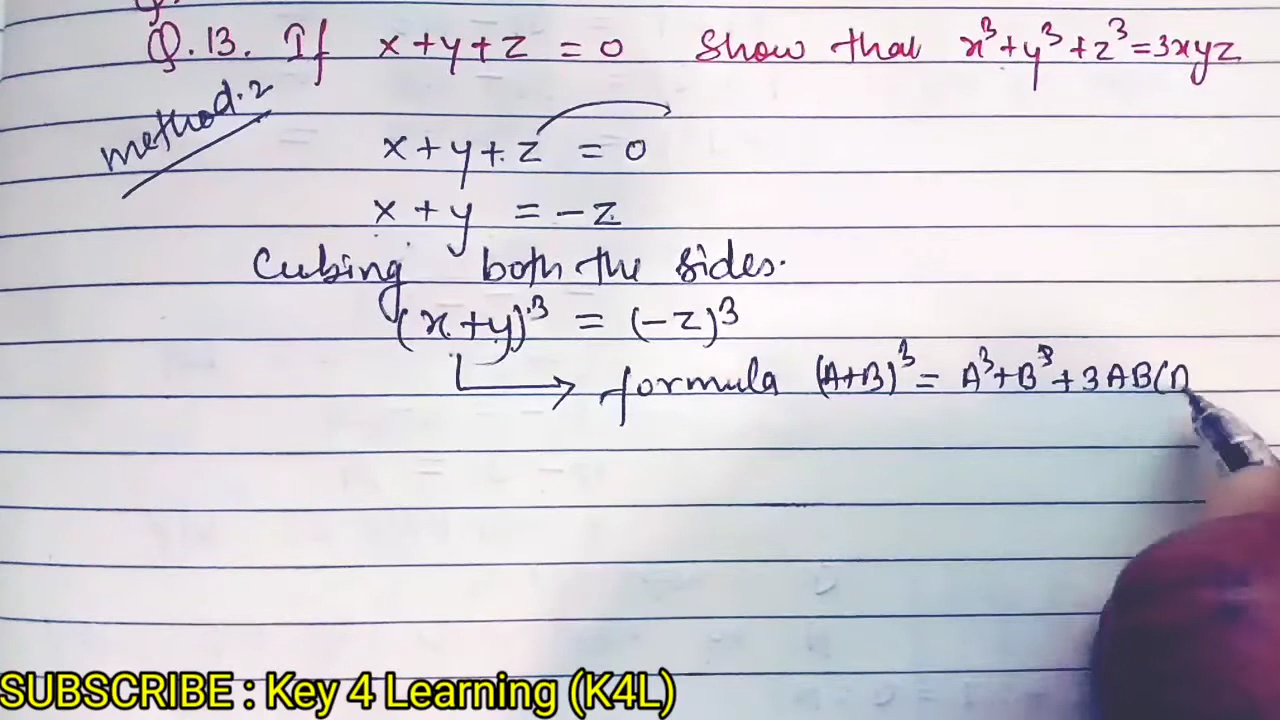 Q.13. If x+y+z = 0 Show that x³+y³+z³=3xyz
method.2
x+y+z = 0
x+y = -z
Cubing both the sides.
(x+y)³ = (-z)³
formula (A+B)³ = A³+B³+3AB(A
SUBSCRIBE : Key 4 Learning (K4L)